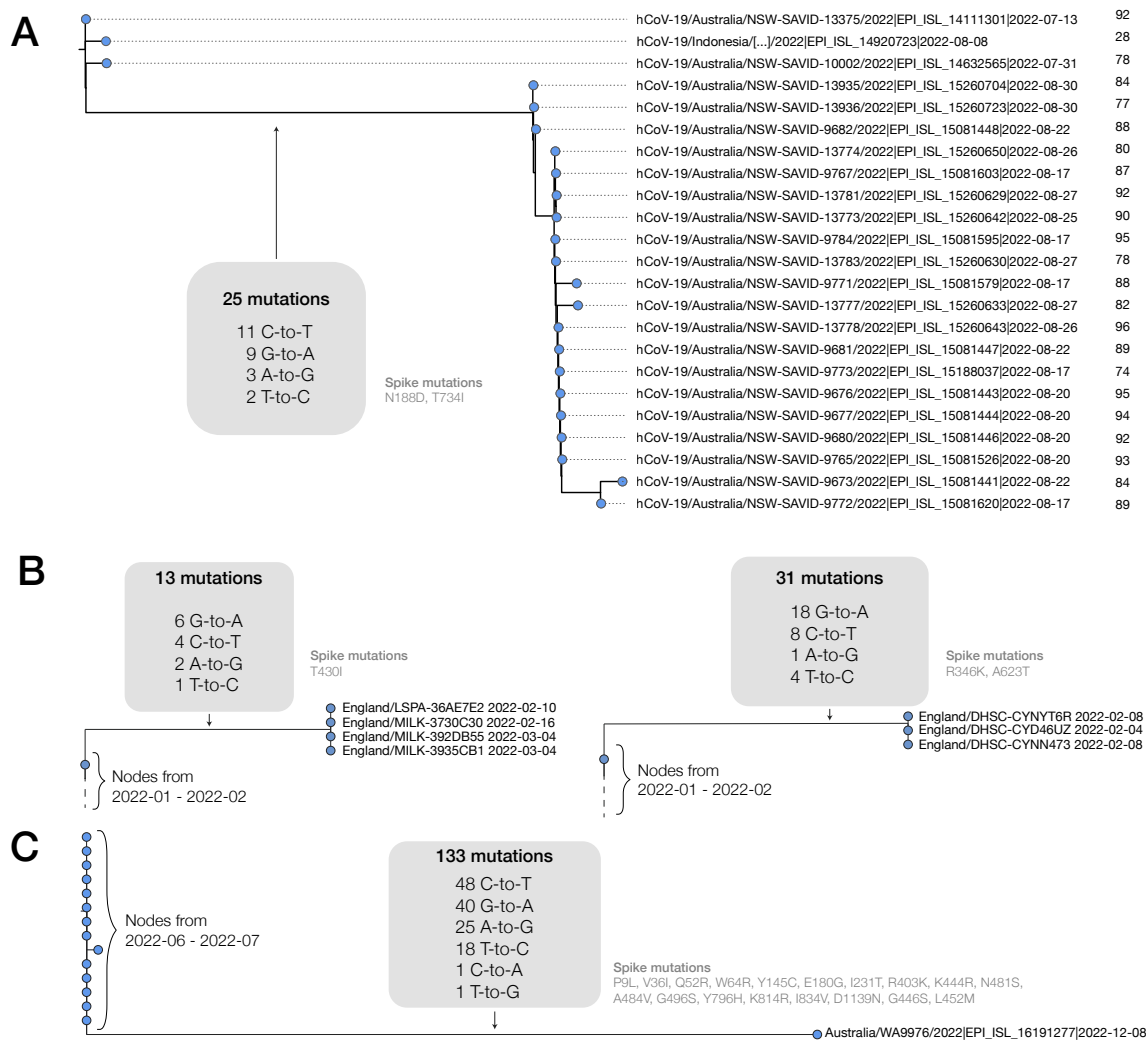 A
hCoV-19/Australia/NSW-SAVID-13375/2022|EPI_ISL_14111301|2022-07-13 92
hCoV-19/Indonesia/[...]/2022|EPI_ISL_14920723|2022-08-08 28
hCoV-19/Australia/NSW-SAVID-10002/2022|EPI_ISL_14632565|2022-07-31 78
hCoV-19/Australia/NSW-SAVID-13935/2022|EPI_ISL_15260704|2022-08-30 84
hCoV-19/Australia/NSW-SAVID-13936/2022|EPI_ISL_15260723|2022-08-30 77
hCoV-19/Australia/NSW-SAVID-9682/2022|EPI_ISL_15081448|2022-08-22 88
hCoV-19/Australia/NSW-SAVID-13774/2022|EPI_ISL_15260650|2022-08-26 80
hCoV-19/Australia/NSW-SAVID-9767/2022|EPI_ISL_15081603|2022-08-17 87
hCoV-19/Australia/NSW-SAVID-13781/2022|EPI_ISL_15260629|2022-08-27 92
hCoV-19/Australia/NSW-SAVID-13773/2022|EPI_ISL_15260642|2022-08-25 90
hCoV-19/Australia/NSW-SAVID-9784/2022|EPI_ISL_15081595|2022-08-17 95
hCoV-19/Australia/NSW-SAVID-13783/2022|EPI_ISL_15260630|2022-08-27 78
hCoV-19/Australia/NSW-SAVID-9771/2022|EPI_ISL_15081579|2022-08-17 88
hCoV-19/Australia/NSW-SAVID-13777/2022|EPI_ISL_15260633|2022-08-27 82
hCoV-19/Australia/NSW-SAVID-13778/2022|EPI_ISL_15260643|2022-08-26 96
hCoV-19/Australia/NSW-SAVID-9681/2022|EPI_ISL_15081447|2022-08-22 89
hCoV-19/Australia/NSW-SAVID-9773/2022|EPI_ISL_15188037|2022-08-17 74
hCoV-19/Australia/NSW-SAVID-9676/2022|EPI_ISL_15081443|2022-08-20 95
hCoV-19/Australia/NSW-SAVID-9677/2022|EPI_ISL_15081444|2022-08-20 94
hCoV-19/Australia/NSW-SAVID-9680/2022|EPI_ISL_15081446|2022-08-20 92
hCoV-19/Australia/NSW-SAVID-9765/2022|EPI_ISL_15081526|2022-08-20 93
hCoV-19/Australia/NSW-SAVID-9673/2022|EPI_ISL_15081441|2022-08-22 84
hCoV-19/Australia/NSW-SAVID-9772/2022|EPI_ISL_15081620|2022-08-17 89
25 mutations
11 C-to-T
9 G-to-A
3 A-to-G
2 T-to-C
Spike mutations
N188D, T734I
B
13 mutations
6 G-to-A
4 C-to-T
2 A-to-G
1 T-to-C
Spike mutations
T430I
England/LSPA-36AE7E2 2022-02-10
England/MILK-3730C30 2022-02-16
England/MILK-392DB55 2022-03-04
England/MILK-3935CB1 2022-03-04
Nodes from
2022-01 - 2022-02
31 mutations
18 G-to-A
8 C-to-T
1 A-to-G
4 T-to-C
Spike mutations
R346K, A623T
England/DHSC-CYNYT6R 2022-02-08
England/DHSC-CYD46UZ 2022-02-04
England/DHSC-CYNN473 2022-02-08
Nodes from
2022-01 - 2022-02
C
Nodes from
2022-06 - 2022-07
133 mutations
48 C-to-T
40 G-to-A
25 A-to-G
18 T-to-C
1 C-to-A
1 T-to-G
Spike mutations
P9L, V36I, Q52R, W64R, Y145C, E180G, I231T, R403K, K444R, N481S,
A484V, G496S, Y796H, K814R, I834V, D1139N, G446S, L452M
Australia/WA9976/2022|EPI_ISL_16191277|2022-12-08